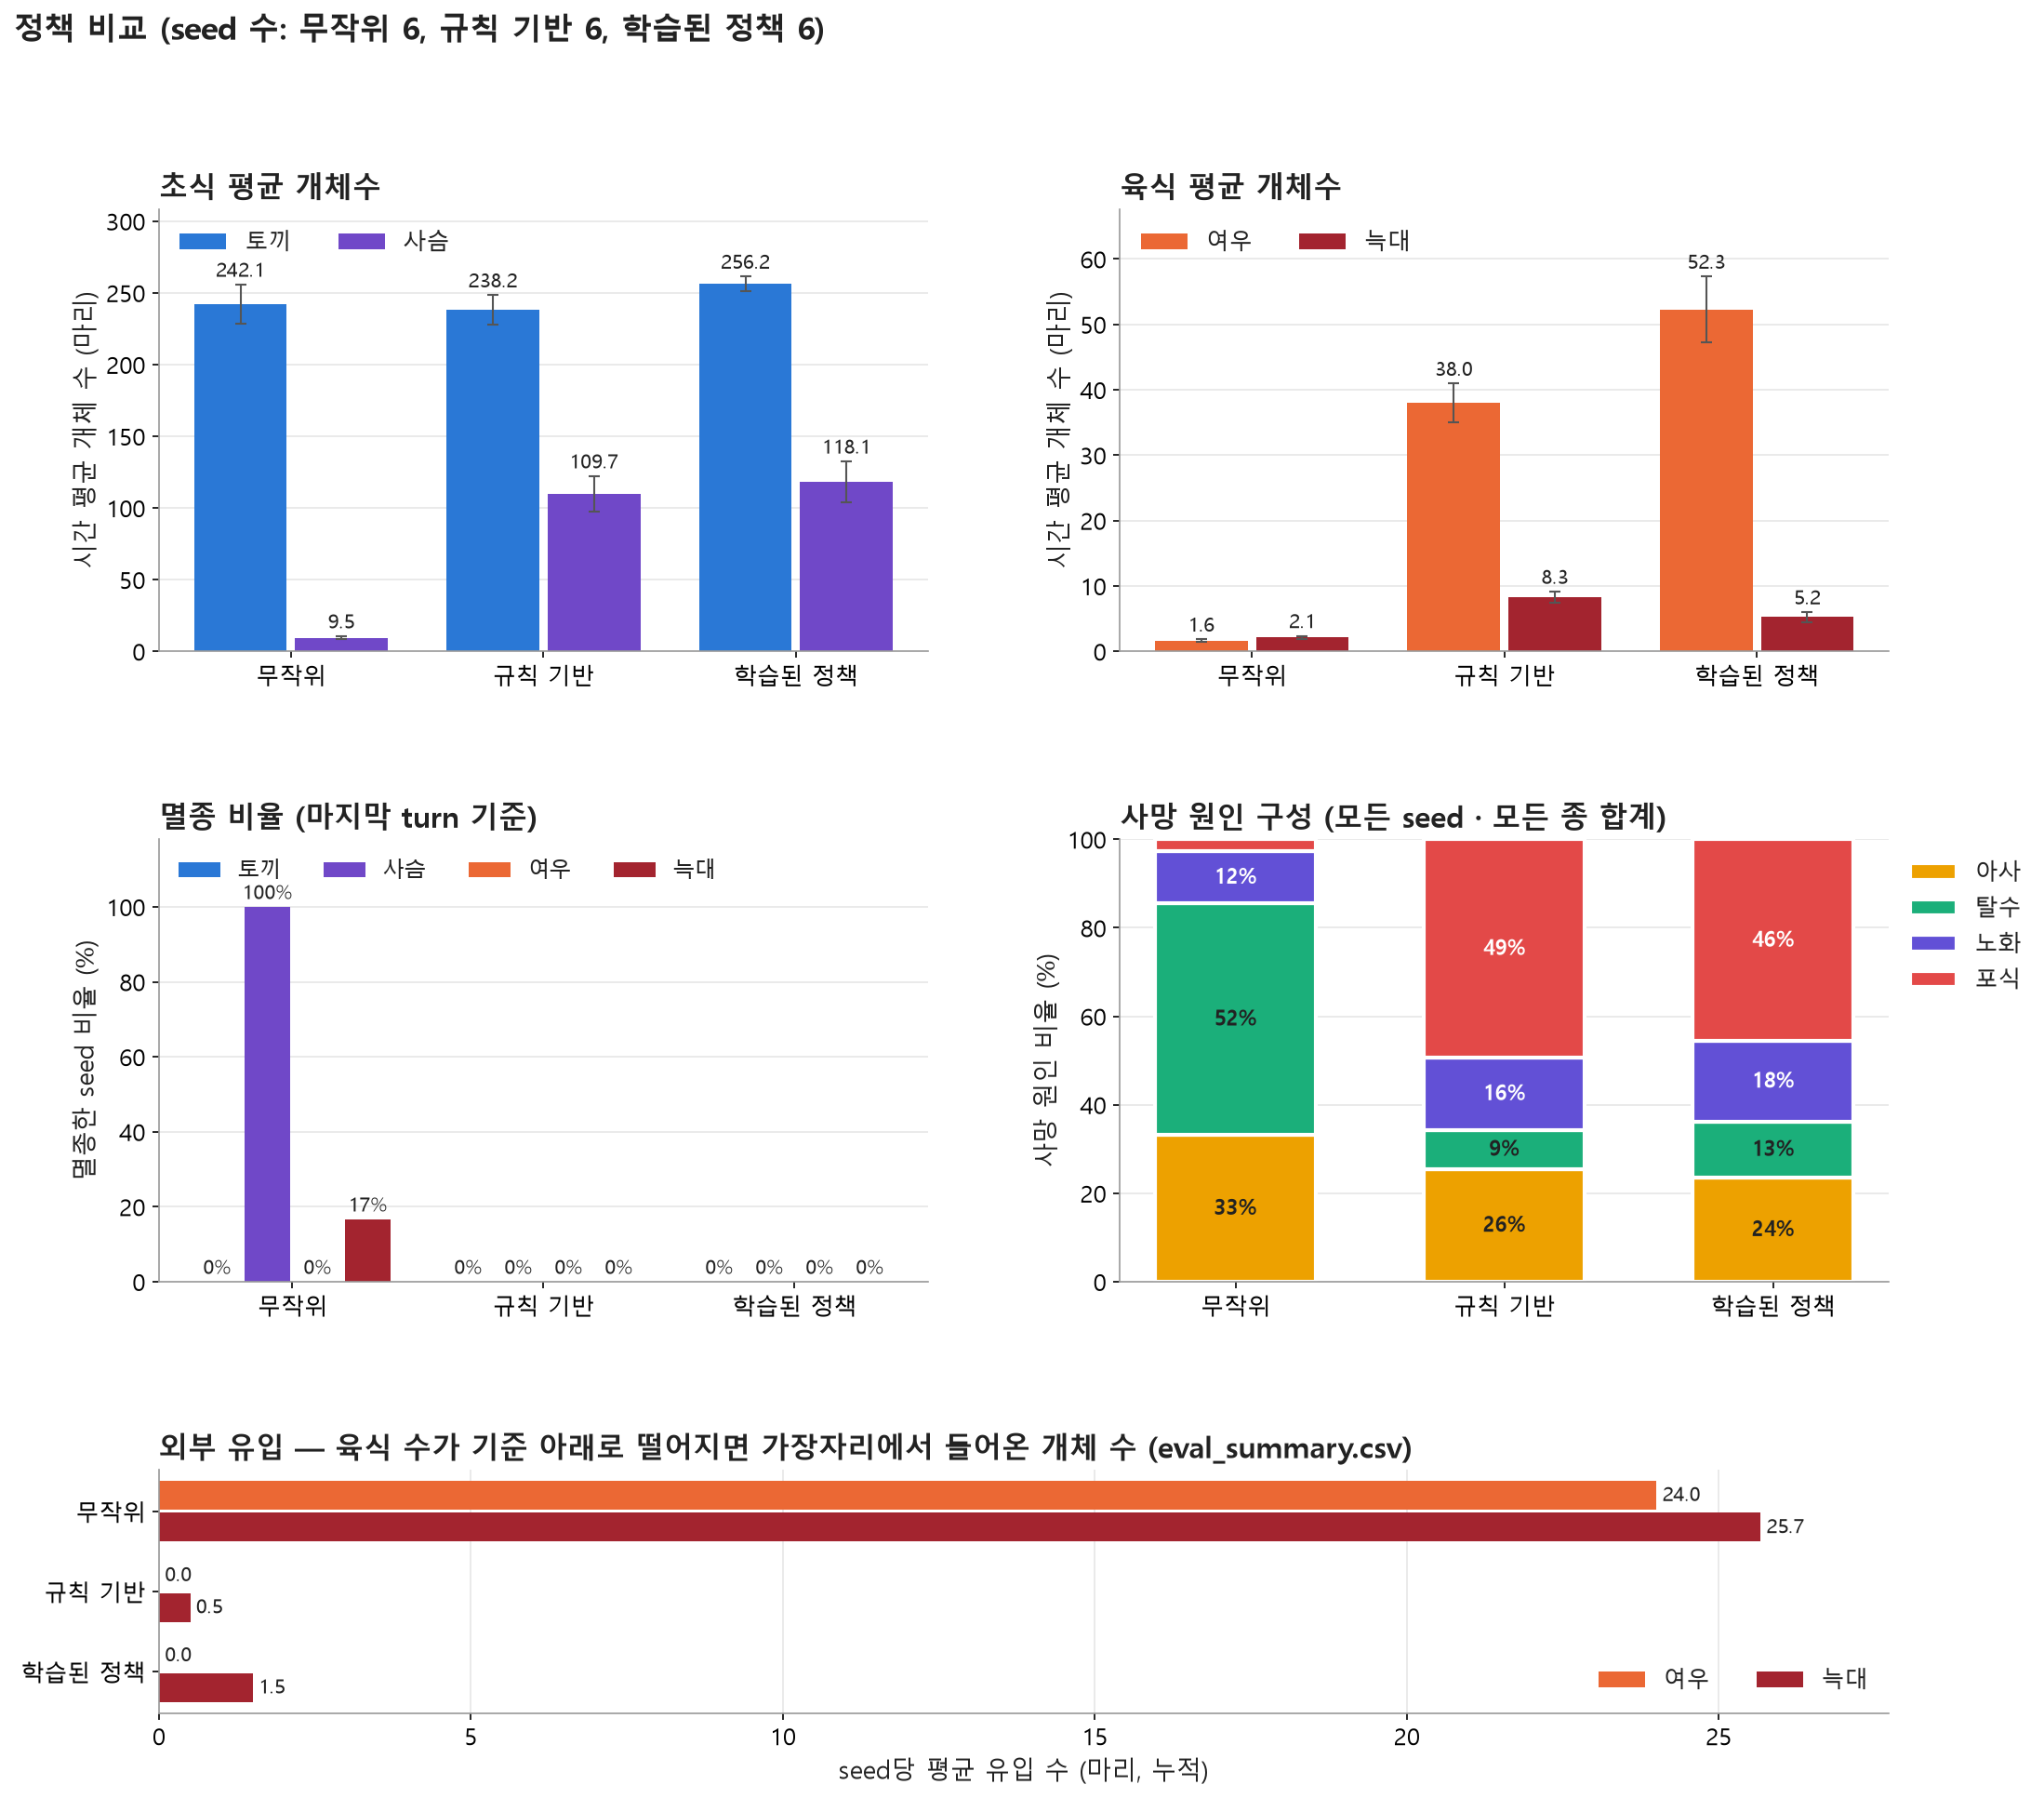 정책 비교 (seed 수: 무작위 6, 규칙 기반 6, 학습된 정책 6)
초식 평균 개체수
시간 평균 개체 수 (마리)
300
250
200
150
100
50
0
토끼
사슴
242.1
9.5
238.2
109.7
256.2
118.1
무작위
규칙 기반
학습된 정책
육식 평균 개체수
시간 평균 개체 수 (마리)
60
50
40
30
20
10
0
여우
늑대
1.6
2.1
38.0
8.3
52.3
5.2
무작위
규칙 기반
학습된 정책
멸종 비율 (마지막 turn 기준)
멸종한 seed 비율 (%)
100
80
60
40
20
0
토끼
사슴
여우
늑대
0%
100%
0%
17%
0%
0%
0%
0%
0%
0%
0%
0%
무작위
규칙 기반
학습된 정책
사망 원인 구성 (모든 seed · 모든 종 합계)
사망 원인 비율 (%)
100
80
60
40
20
0
12%
52%
33%
49%
16%
9%
26%
46%
18%
13%
24%
무작위
규칙 기반
학습된 정책
아사
탈수
노화
포식
외부 유입 — 육식 수가 기준 아래로 떨어지면 가장자리에서 들어온 개체 수 (eval_summary.csv)
무작위
24.0
25.7
규칙 기반
0.0
0.5
학습된 정책
0.0
1.5
여우
늑대
0
5
10
15
20
25
seed당 평균 유입 수 (마리, 누적)